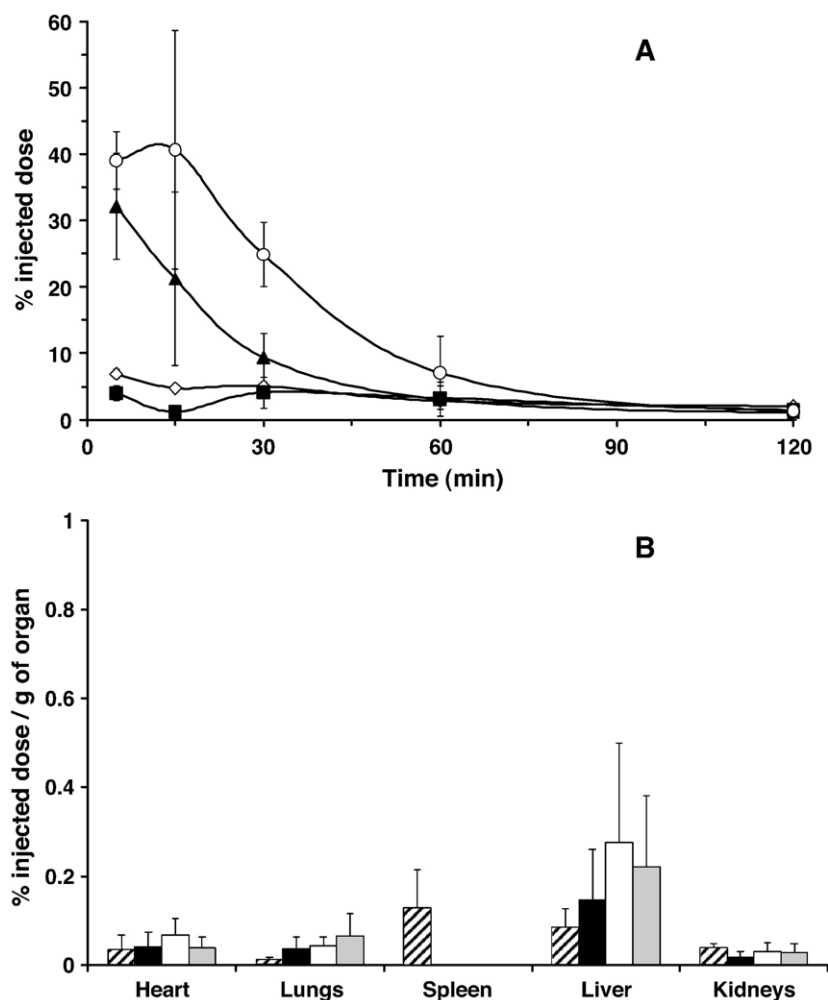 A
% injected dose
60
50
40
30
20
10
0
0 30 60 90 120
Time (min)
B
% injected dose / g of organ
1
0.8
0.6
0.4
0.2
0
Heart Lungs Spleen Liver Kidneys